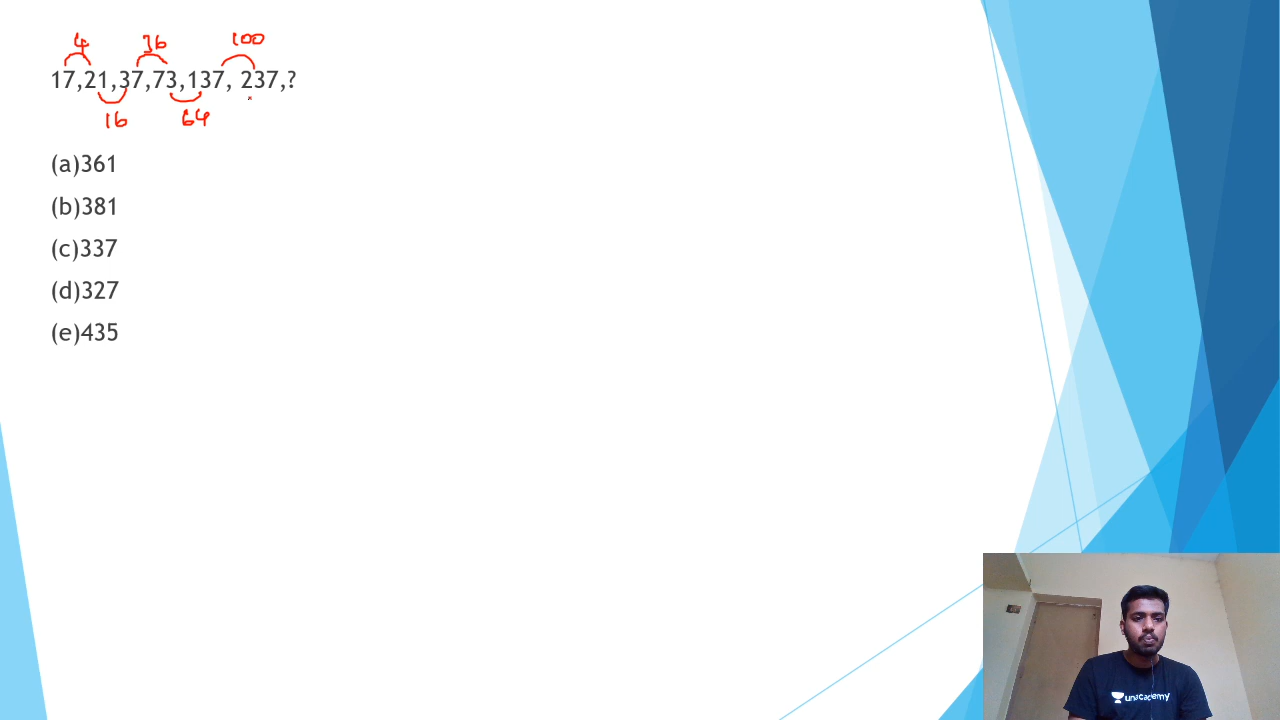 4 36 100
17,21,37,73,137, 237,?
16 64
(a)361
(b)381
(c)337
(d)327
(e)435
unacademy